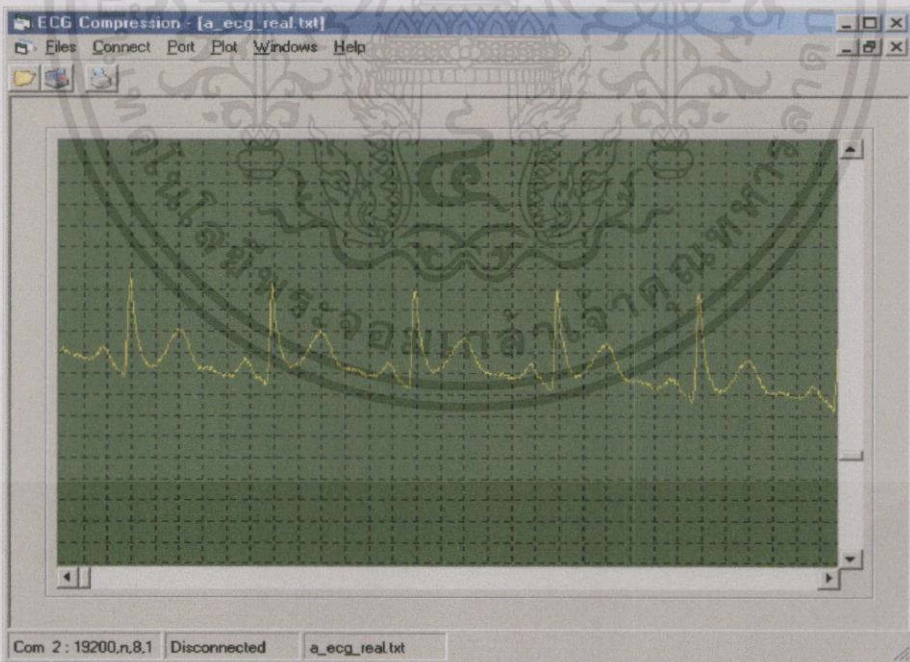 ECG Compression - [a_ecg_real.txt]
Files Connect Port Plot Windows Help
Com 2 : 19200,n,8,1 Disconnected a_ecg_real.txt